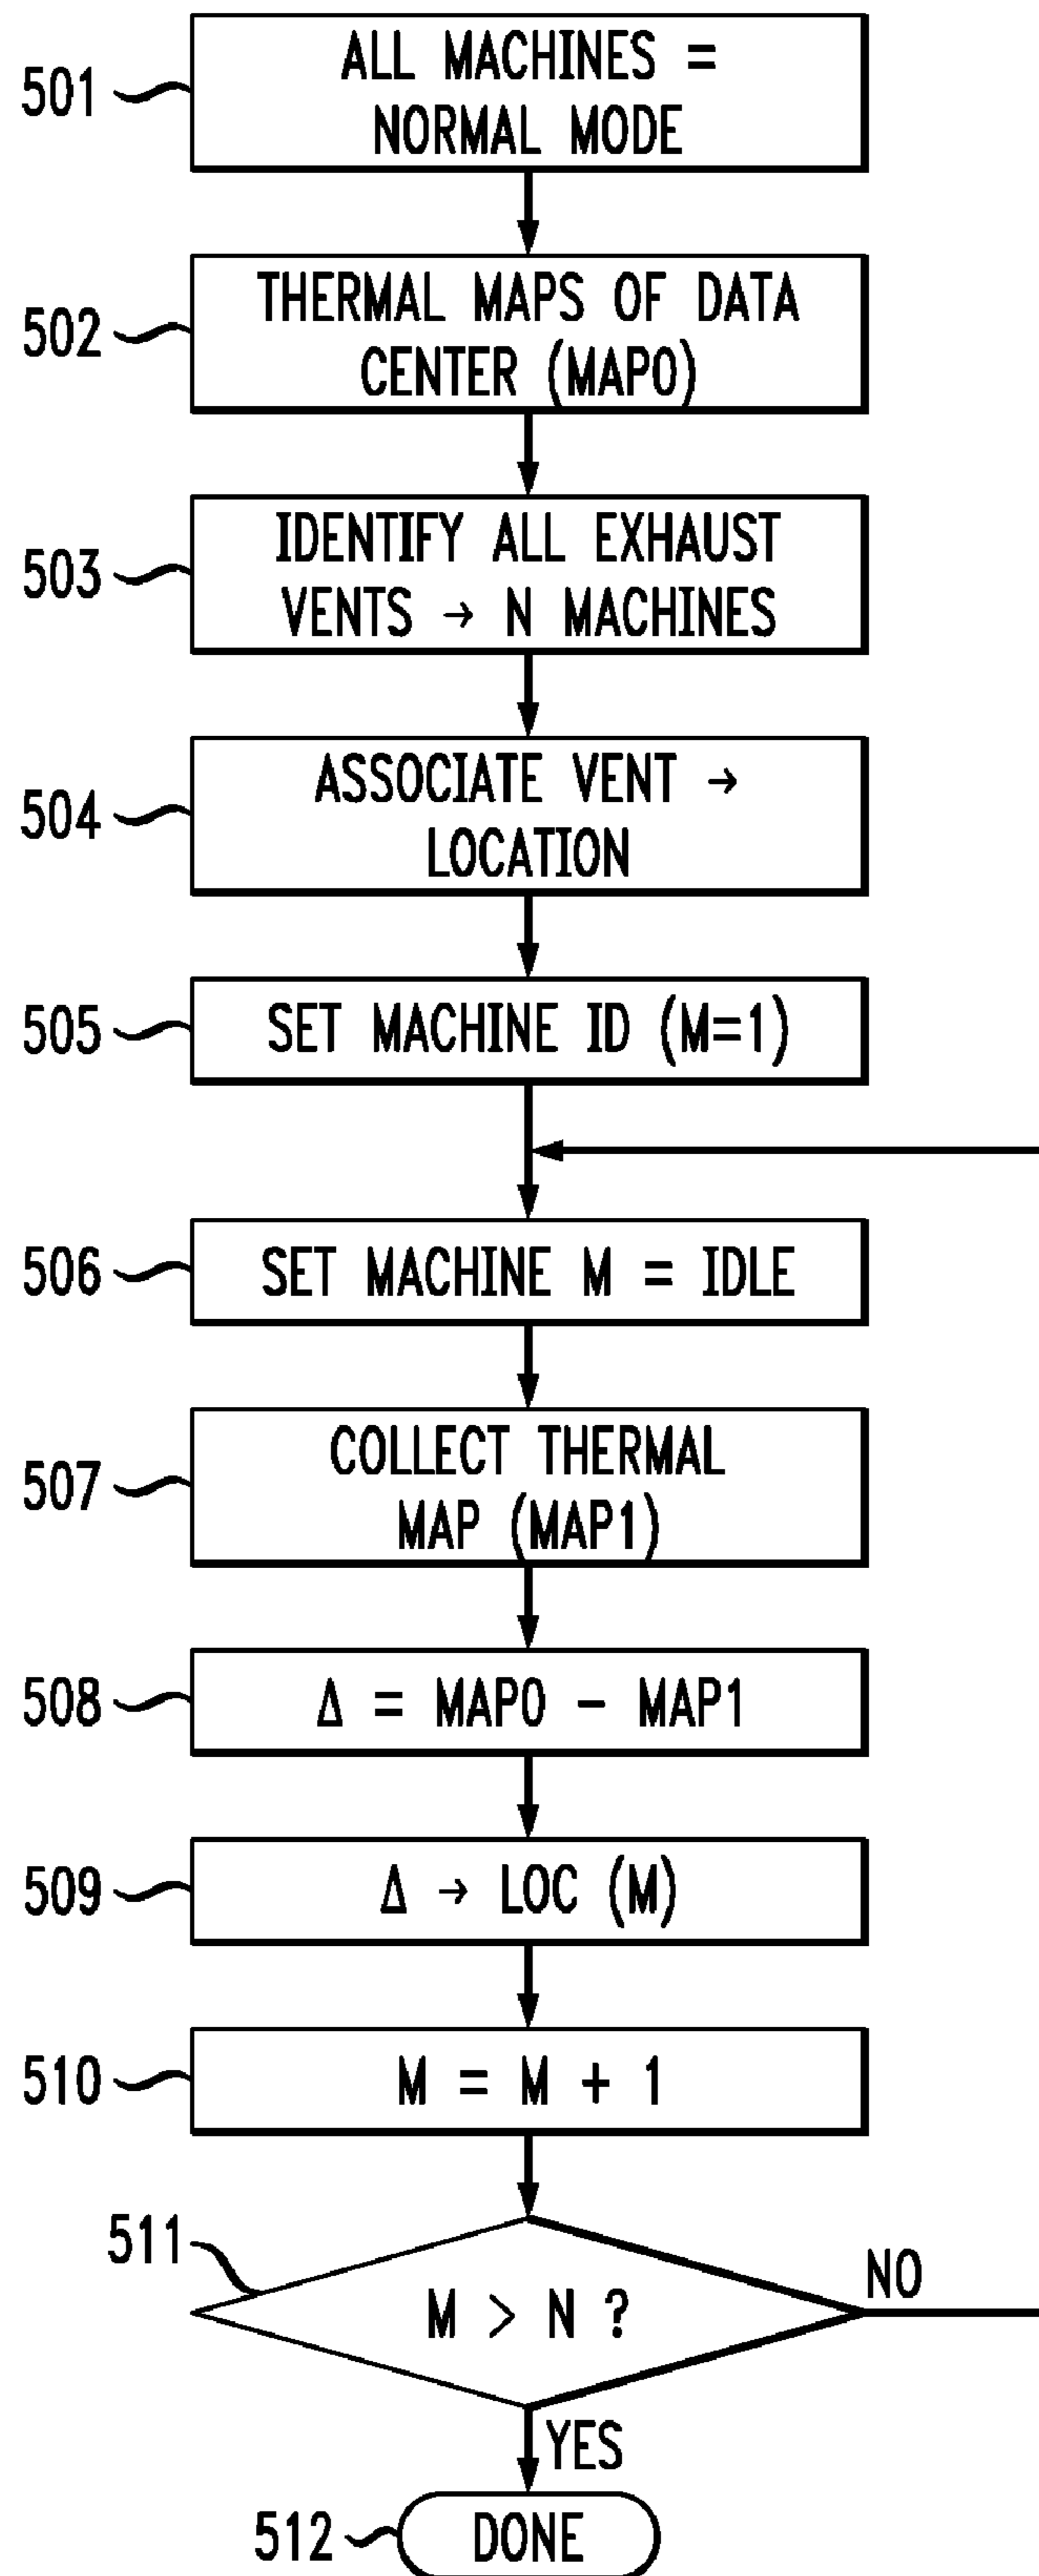 501
ALL MACHINES =
NORMAL MODE
502
THERMAL MAPS OF DATA
CENTER (MAP0)
503
IDENTIFY ALL EXHAUST
VENTS → N MACHINES
504
ASSOCIATE VENT →
LOCATION
505
SET MACHINE ID (M=1)
506
SET MACHINE M = IDLE
507
COLLECT THERMAL
MAP (MAP1)
508
Δ = MAP0 - MAP1
509
Δ → LOC (M)
510
M = M + 1
511
M > N ?
NO
YES
512
DONE